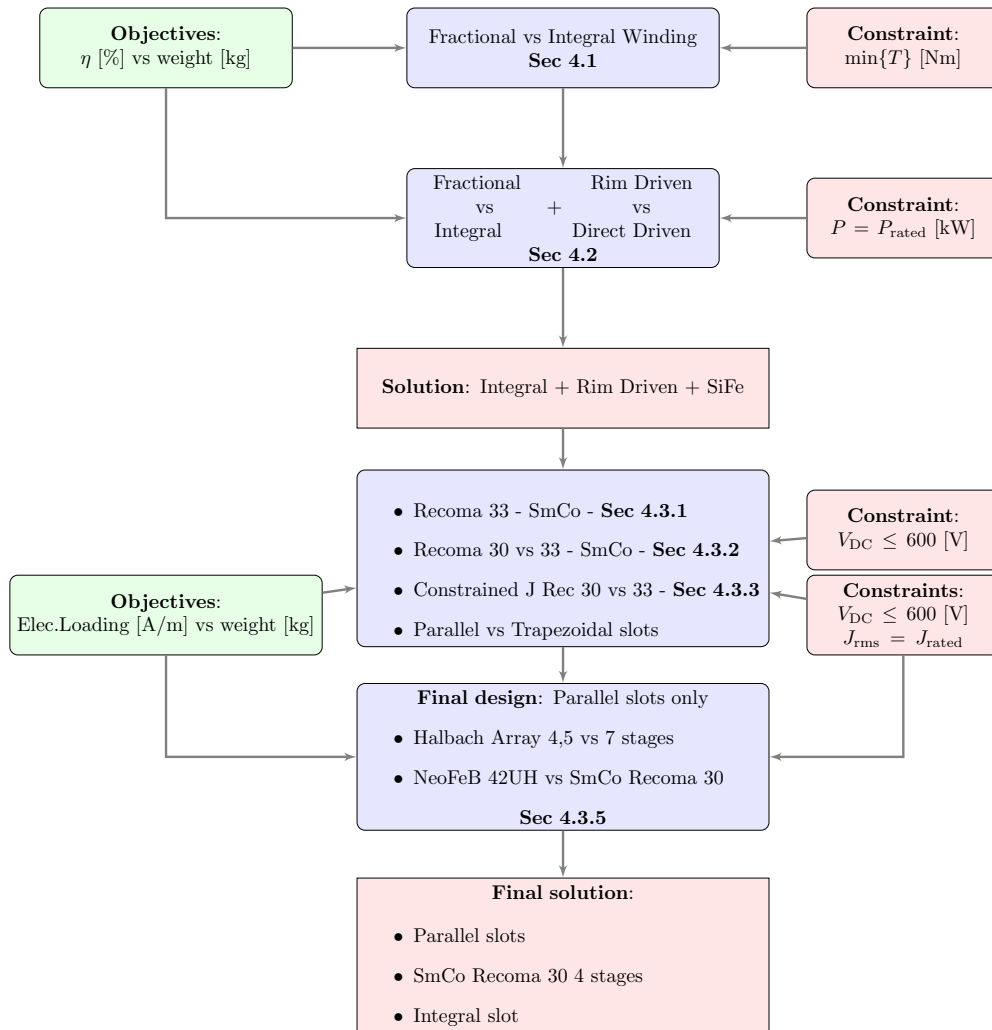 Objectives:
η [%] vs weight [kg]
Fractional vs Integral Winding
Sec 4.1
Constraint:
min{T} [Nm]
Fractional
vs
Integral
+
Rim Driven
vs
Direct Driven
Sec 4.2
Constraint:
P = P_rated [kW]
Solution: Integral + Rim Driven + SiFe
• Recoma 33 - SmCo - Sec 4.3.1
• Recoma 30 vs 33 - SmCo - Sec 4.3.2
• Constrained J Rec 30 vs 33 - Sec 4.3.3
• Parallel vs Trapezoidal slots
Constraint:
V_DC ≤ 600 [V]
Objectives:
Elec.Loading [A/m] vs weight [kg]
Constraints:
V_DC ≤ 600 [V]
J_rms = J_rated
Final design: Parallel slots only
• Halbach Array 4,5 vs 7 stages
• NeoFeB 42UH vs SmCo Recoma 30
Sec 4.3.5
Final solution:
• Parallel slots
• SmCo Recoma 30 4 stages
• Integral slot